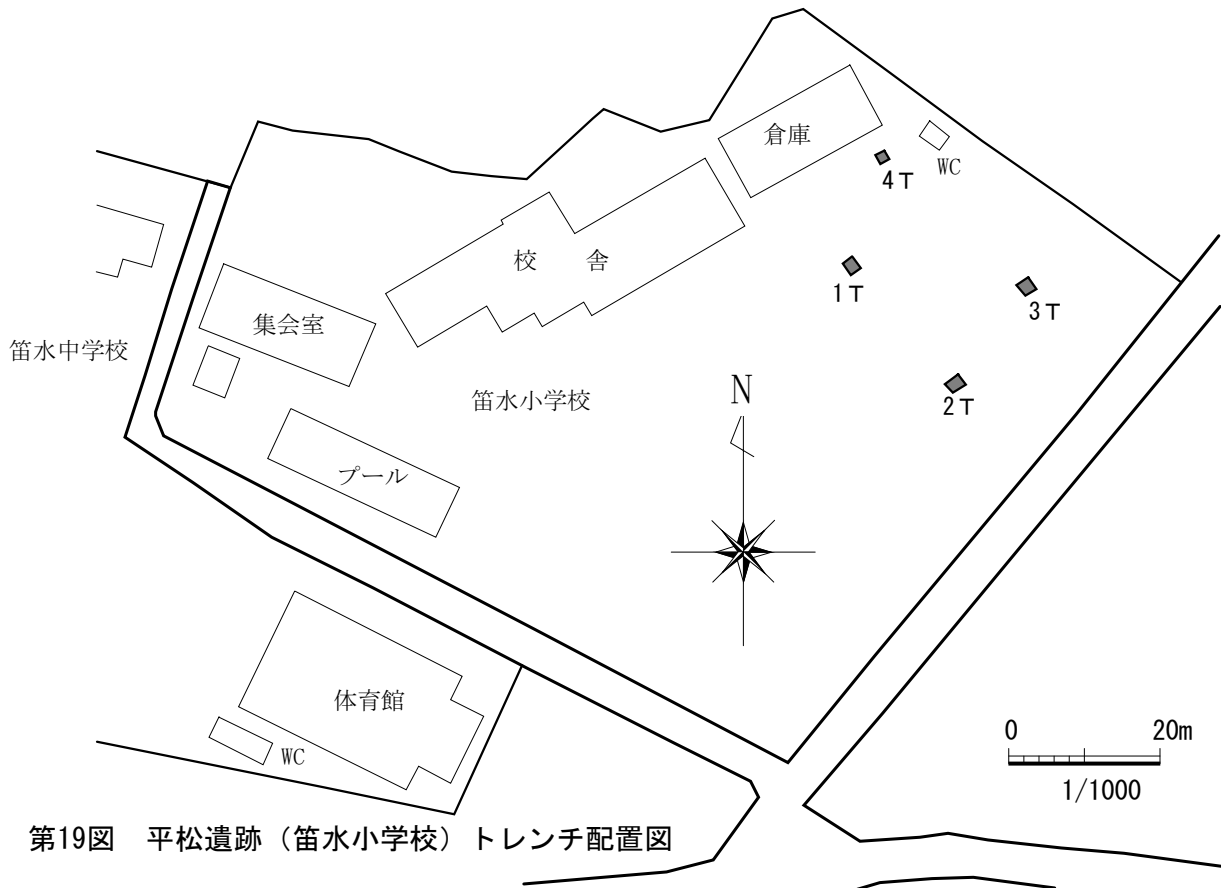 倉庫
WC
4T
校舎
1T
3T
集会室
笛水中学校
2T
笛水小学校
N
プール
体育館
WC
0 20m
1/1000
第19図 平松遺跡（笛水小学校）トレンチ配置図